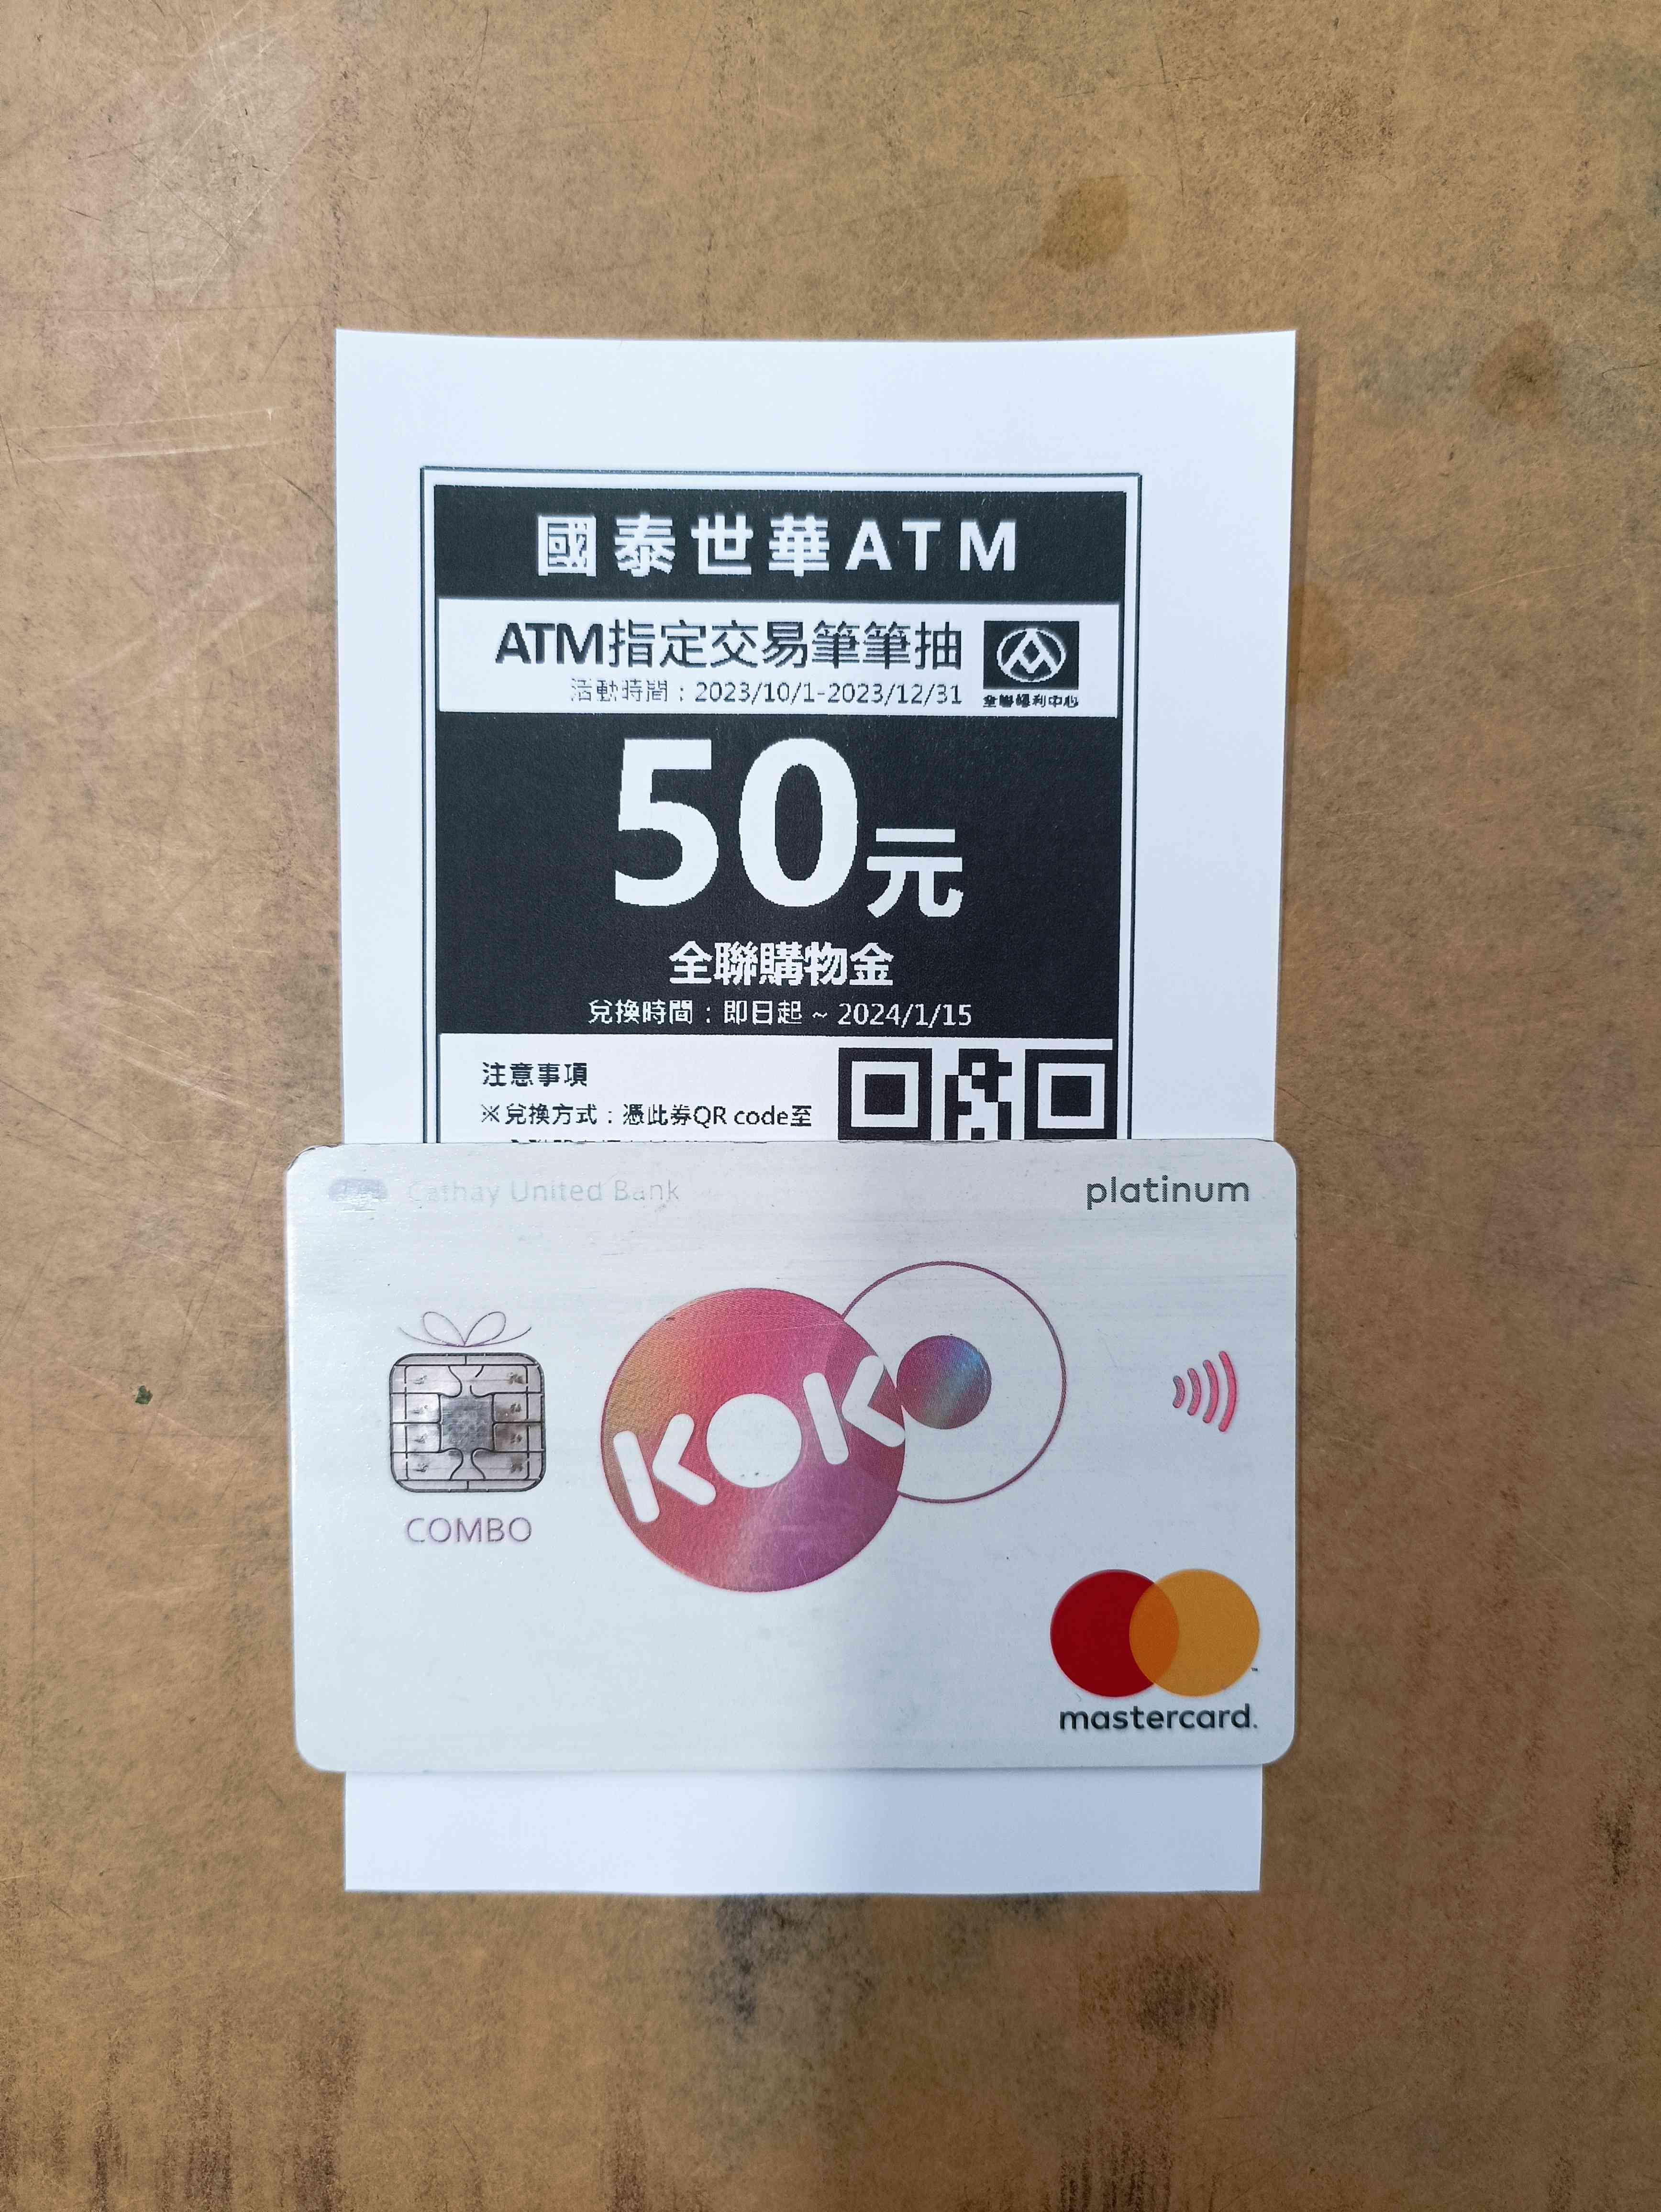 國泰世華ATM
ATM指定交易筆筆抽
活動時間：2023/10/1-2023/12/31
全聯福利中心
50元
全聯購物金
兌換時間：即日起 ~ 2024/1/15
注意事項
※兌換方式：憑此券QR code至
Cathay United Bank
platinum
KOKO
COMBO
mastercard.